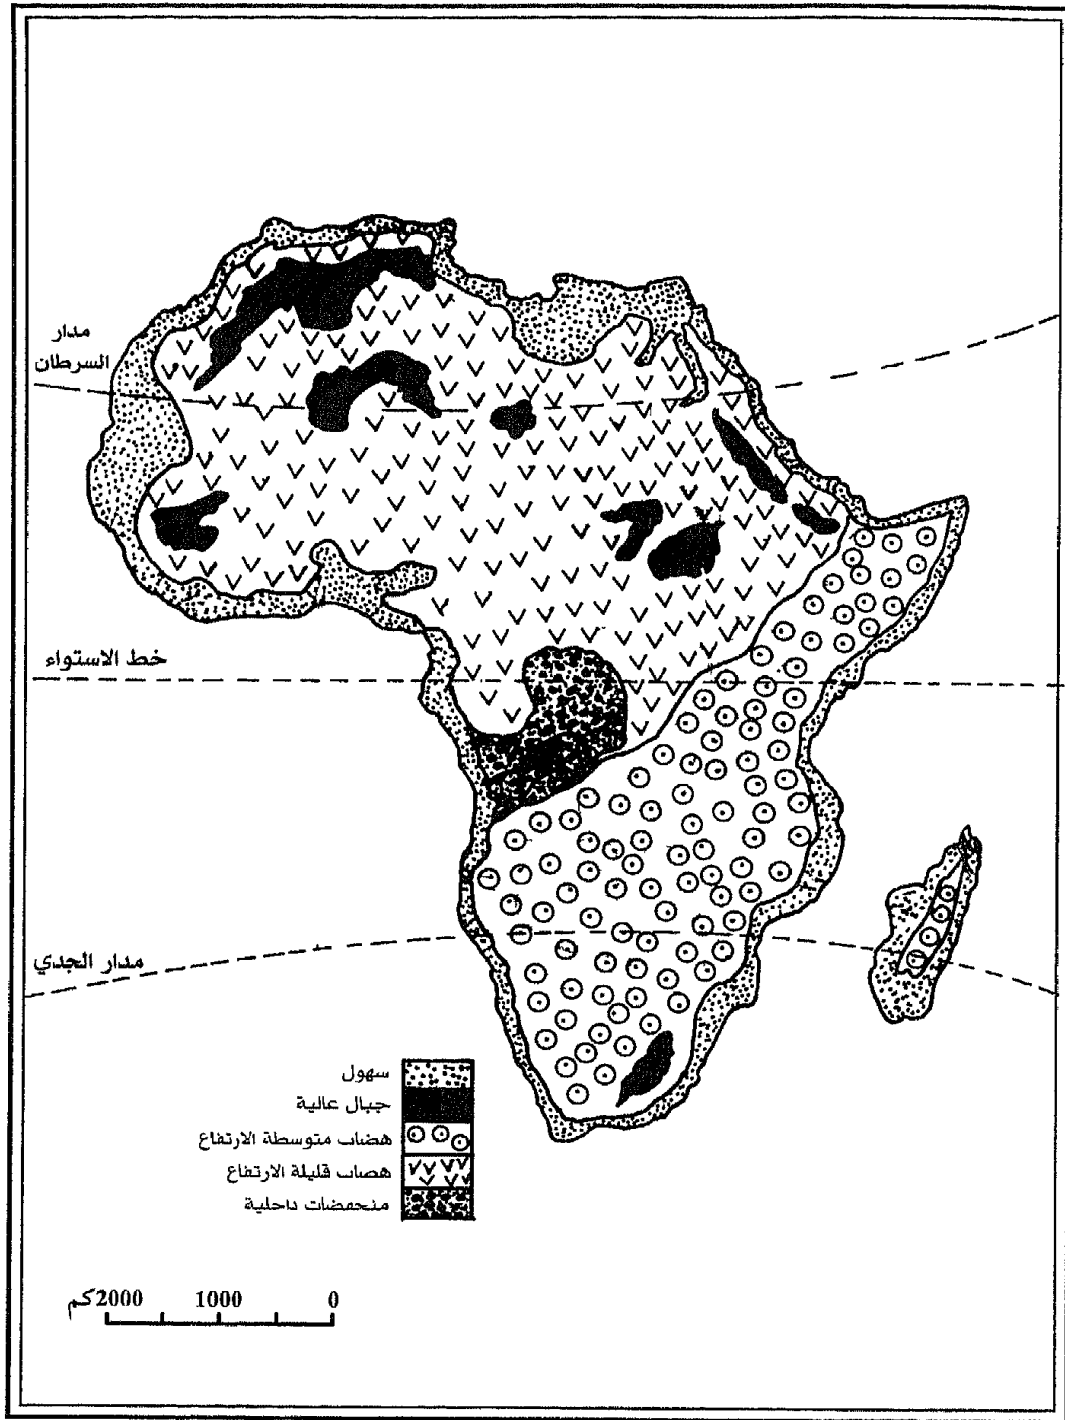 مدار
السرطان
خط الاستواء
مدار الجدي
سهول
جبال عالية
هضاب متوسطة الارتفاع
هضاب قليلة الارتفاع
منخفضات داخلية
كم2000 1000 0